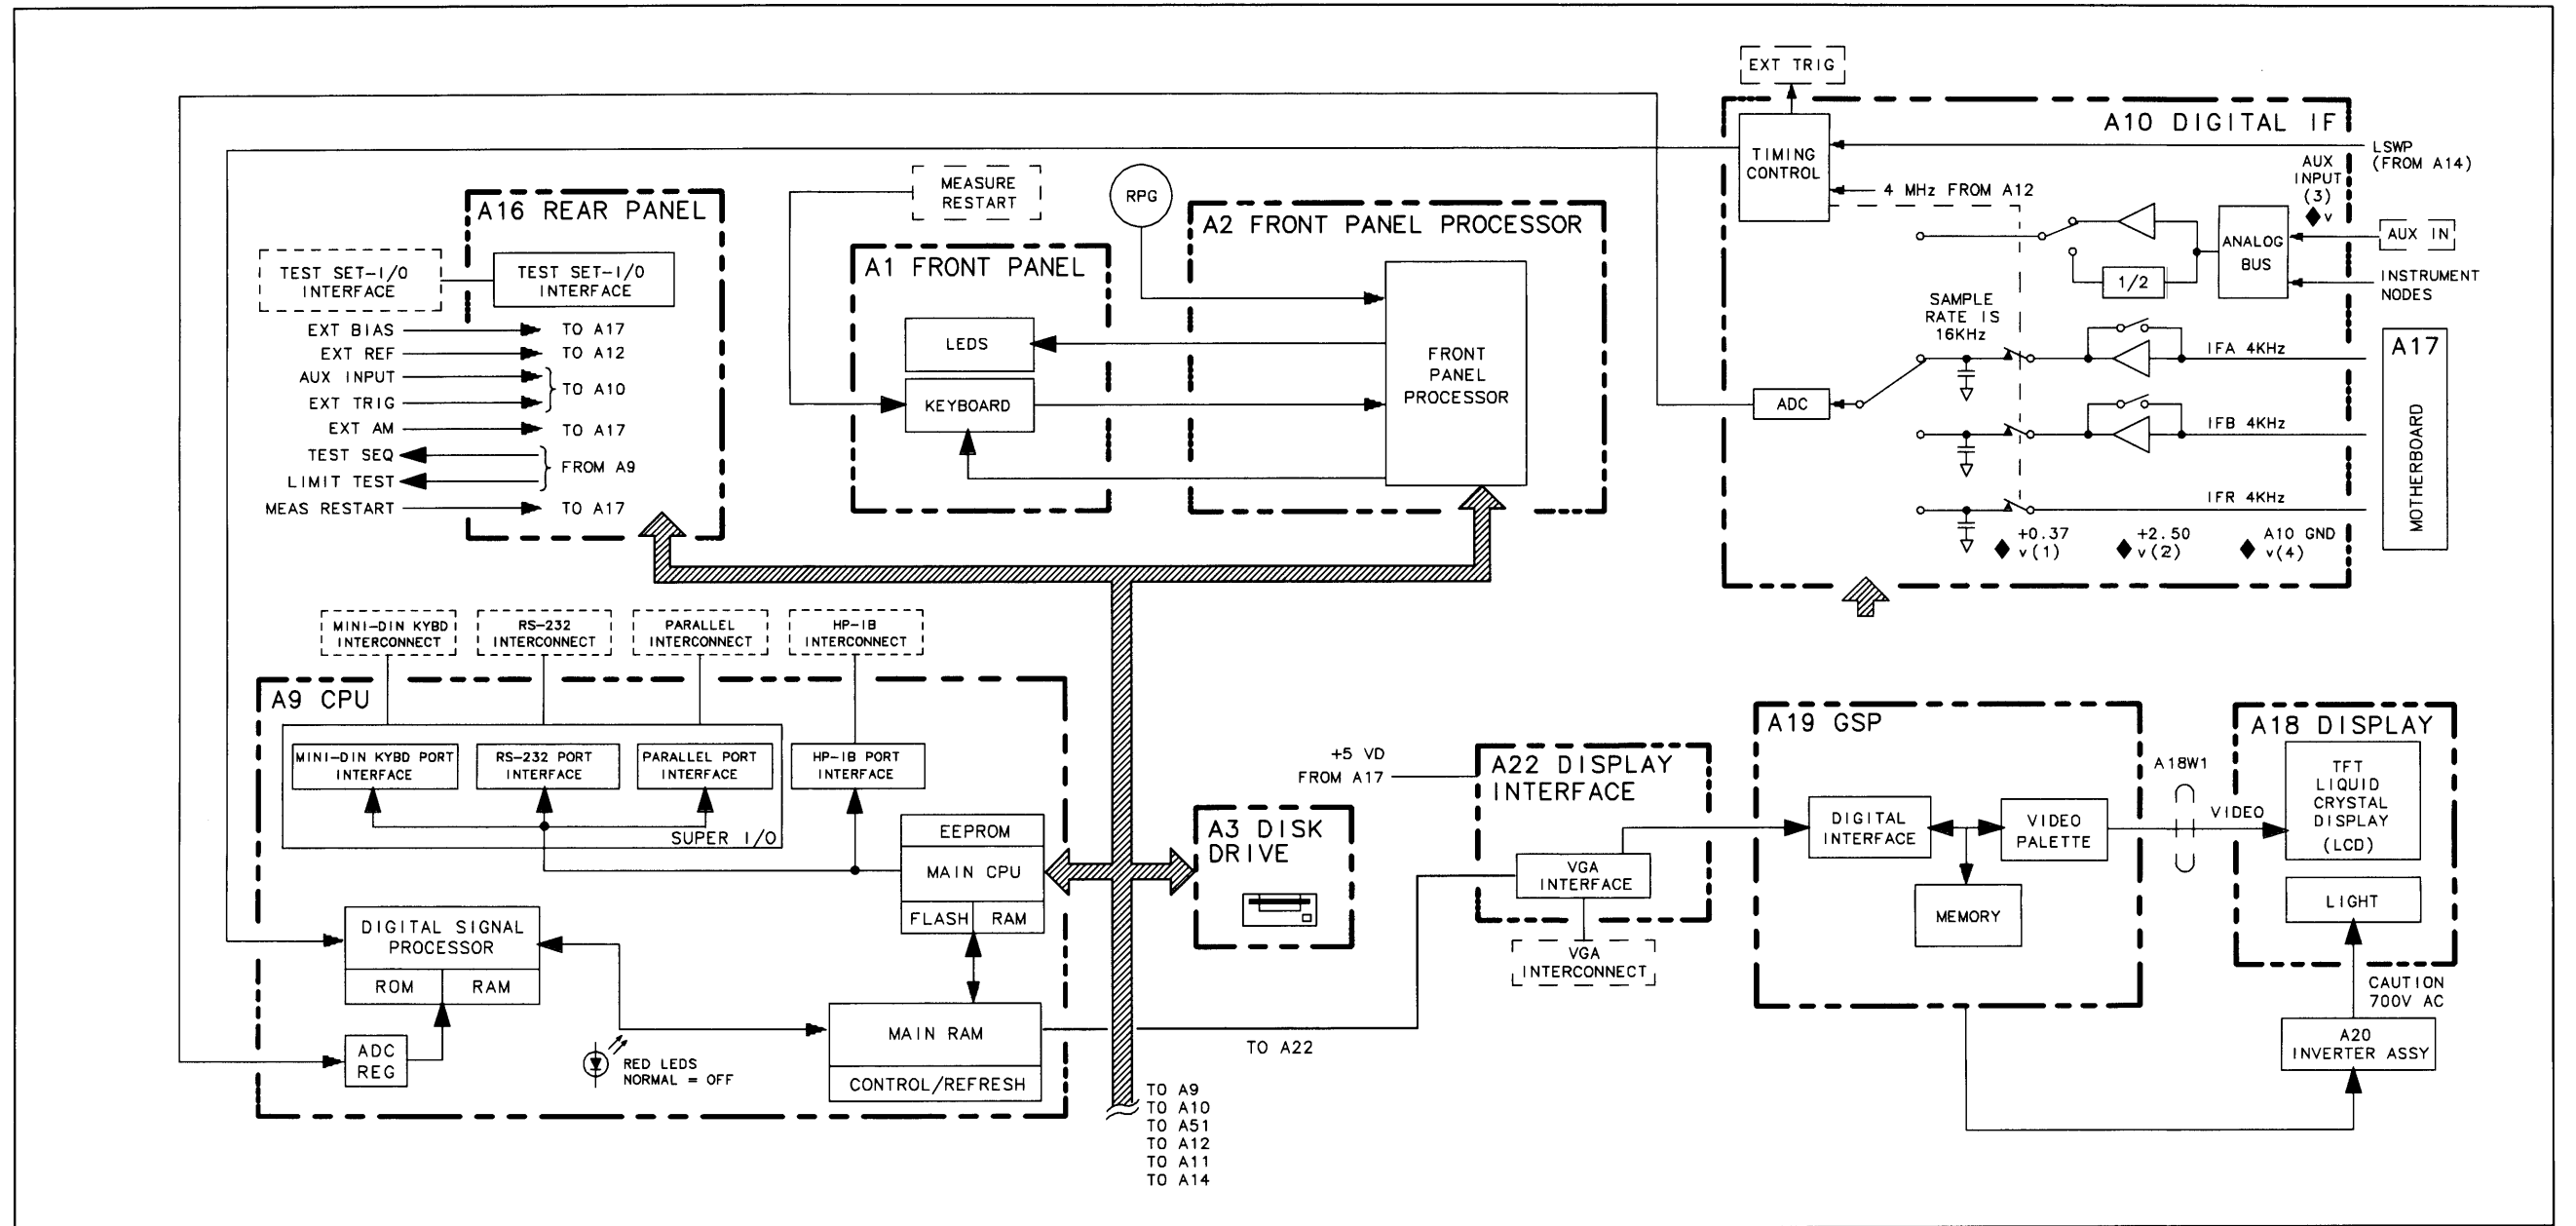 EXT TRIG
A10 DIGITAL IF
TIMING
CONTROL
LSWP
(FROM A14)
4 MHz FROM A12
AUX
INPUT
(3)
v
AUX IN
ANALOG
BUS
1/2
INSTRUMENT
NODES
SAMPLE
RATE IS
16KHz
IFA 4KHz
IFB 4KHz
IFR 4KHz
A17
MOTHERBOARD
ADC
+0.37
v(1)
+2.50
v(2)
A10 GND
v(4)
MEASURE
RESTART
RPG
A16 REAR PANEL
TEST SET-I/O
INTERFACE
TEST SET-I/O
INTERFACE
EXT BIAS
TO A17
EXT REF
TO A12
AUX INPUT
EXT TRIG
TO A10
EXT AM
TO A17
TEST SEQ
LIMIT TEST
FROM A9
MEAS RESTART
TO A17
A1 FRONT PANEL
LEDS
KEYBOARD
A2 FRONT PANEL PROCESSOR
FRONT
PANEL
PROCESSOR
MINI-DIN KYBD
INTERCONNECT
RS-232
INTERCONNECT
PARALLEL
INTERCONNECT
HP-IB
INTERCONNECT
A9 CPU
MINI-DIN KYBD PORT
INTERFACE
RS-232 PORT
INTERFACE
PARALLEL PORT
INTERFACE
HP-IB PORT
INTERFACE
SUPER I/O
EEPROM
MAIN CPU
FLASH
RAM
DIGITAL SIGNAL
PROCESSOR
ROM
RAM
ADC
REG
RED LEDS
NORMAL = OFF
MAIN RAM
CONTROL/REFRESH
A3 DISK
DRIVE
TO A22
TO A9
TO A10
TO A51
TO A12
TO A11
TO A14
+5 VD
FROM A17
A22 DISPLAY
INTERFACE
VGA
INTERFACE
VGA
INTERCONNECT
A19 GSP
DIGITAL
INTERFACE
VIDEO
PALETTE
MEMORY
A18W1
VIDEO
A18 DISPLAY
TFT
LIQUID
CRYSTAL
DISPLAY
(LCD)
LIGHT
CAUTION
700V AC
A20
INVERTER ASSY